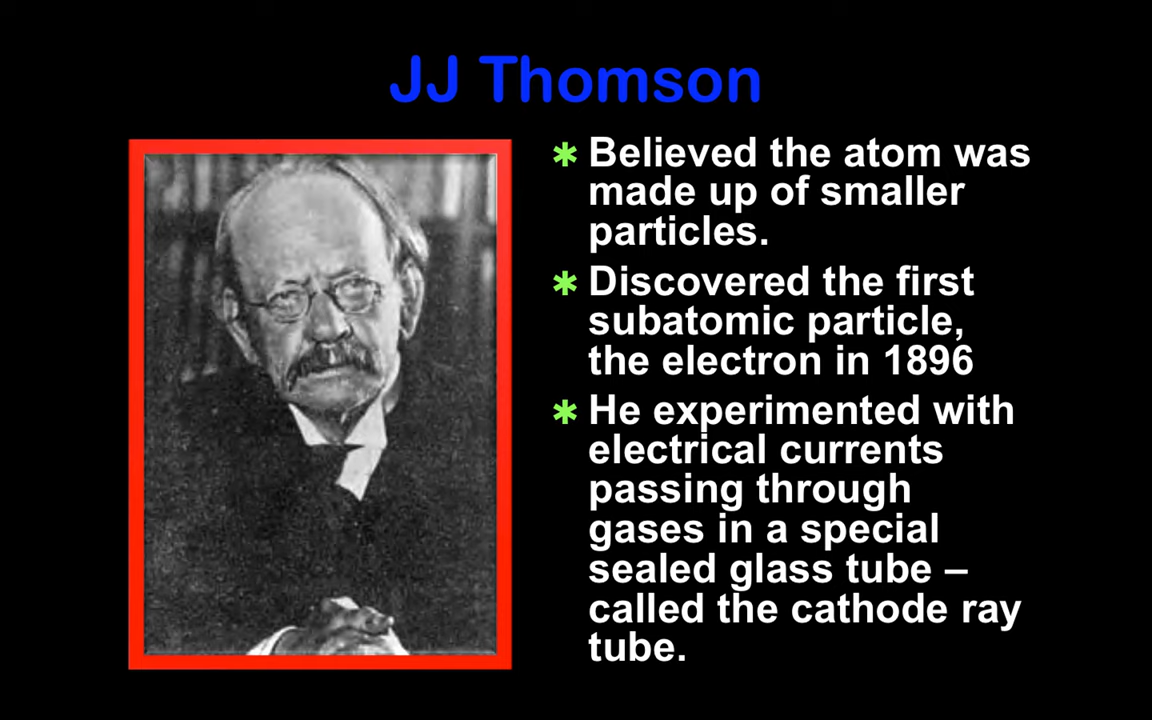 JJ Thomson
✱ Believed the atom was
made up of smaller
particles.
✱ Discovered the first
subatomic particle,
the electron in 1896
✱ He experimented with
electrical currents
passing through
gases in a special
sealed glass tube –
called the cathode ray
tube.